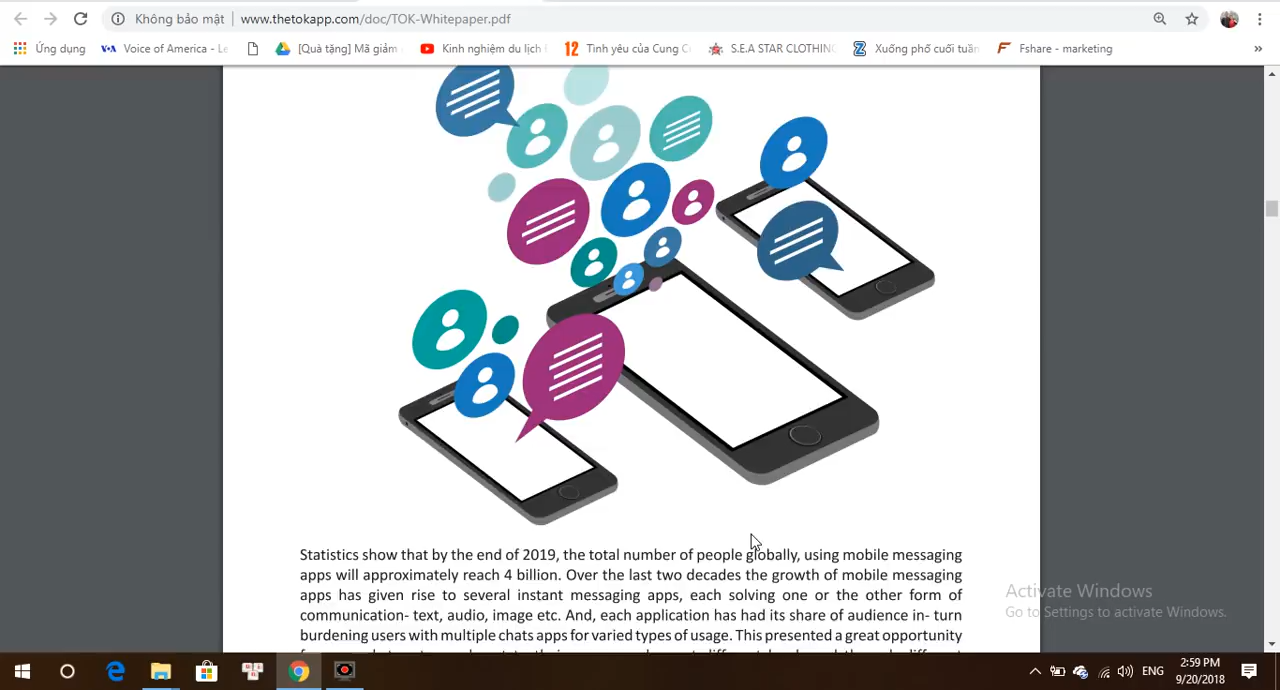 Không bảo mật | www.thetokapp.com/doc/TOK-Whitepaper.pdf
Ứng dụng VOA Voice of America - Le [Quà tặng] Mã giảm Kinh nghiệm du lịch 12 Tình yêu của Cung C S.E.A STAR CLOTHING Z Xuống phố cuối tuần F Fshare - marketing »
Statistics show that by the end of 2019, the total number of people globally, using mobile messaging
apps will approximately reach 4 billion. Over the last two decades the growth of mobile messaging
apps has given rise to several instant messaging apps, each solving one or the other form of
communication- text, audio, image etc. And, each application has had its share of audience in- turn
burdening users with multiple chats apps for varied types of usage. This presented a great opportunity
Activate Windows
Go to Settings to activate Windows.
ENG
2:59 PM
9/20/2018